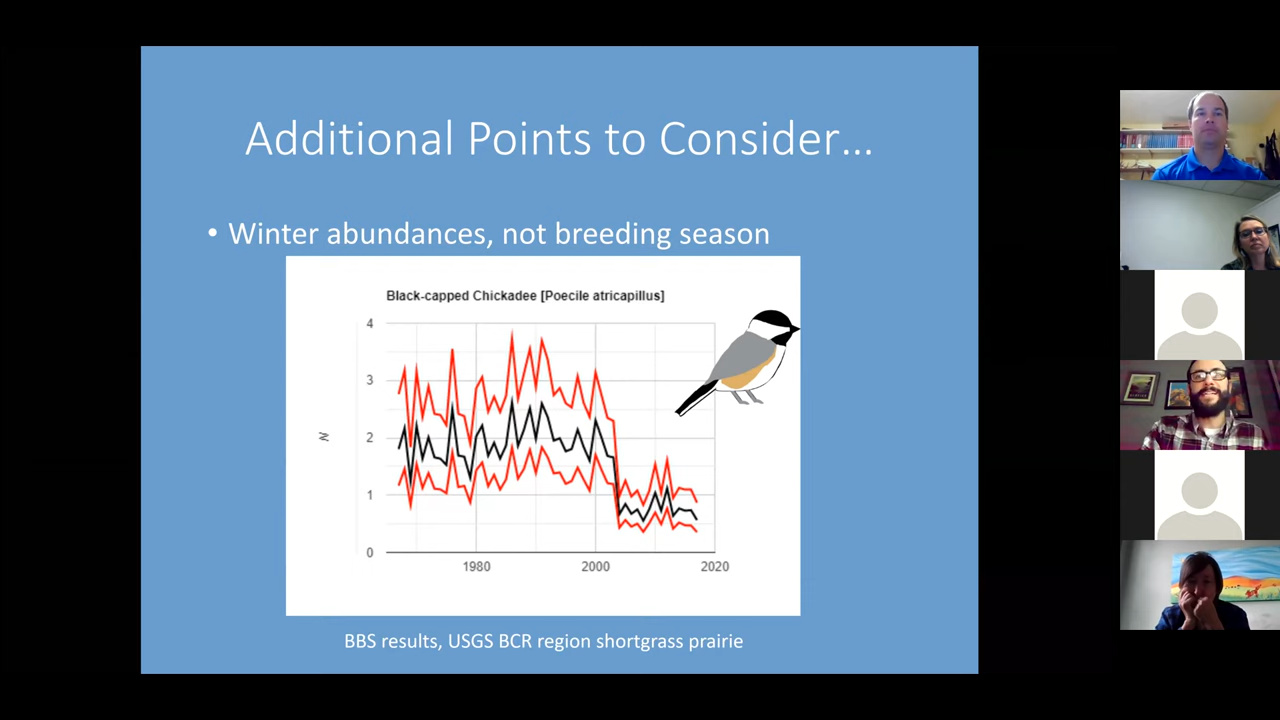 Additional Points to Consider…
• Winter abundances, not breeding season
Black-capped Chickadee [Poecile atricapillus]
4
3
2
1
0
N
1980
2000
2020
BBS results, USGS BCR region shortgrass prairie